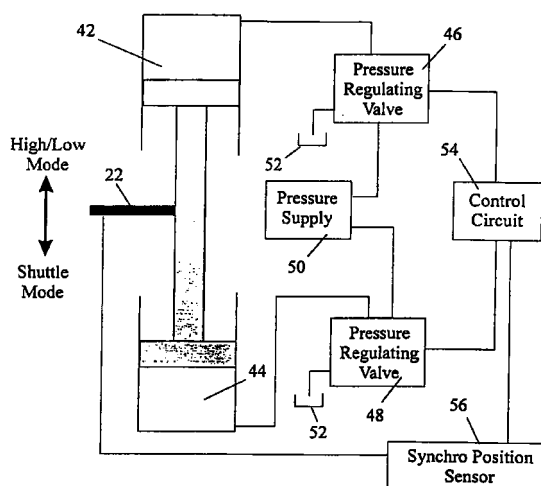 42
46
Pressure
Regulating
Valve
High/Low
Mode
52
54
22
Pressure
Supply
Control
Circuit
50
Shuttle
Mode
44
Pressure
Regulating
Valve
52
48
56
Synchro Position
Sensor